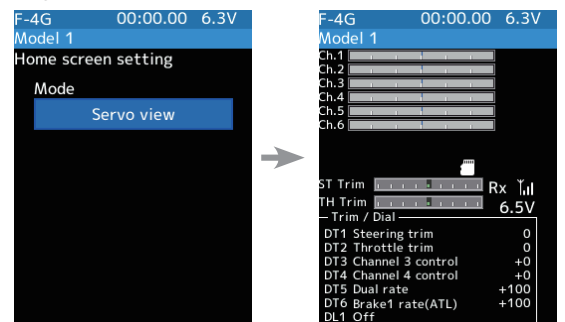 F-4G 00:00.00 6.3V
Model 1
Home screen setting
Mode
Servo view
F-4G 00:00.00 6.3V
Model 1
Ch.1
Ch.2
Ch.3
Ch.4
Ch.5
Ch.6
ST Trim Rx
TH Trim 6.5V
Trim / Dial
DT1 Steering trim 0
DT2 Throttle trim 0
DT3 Channel 3 control +0
DT4 Channel 4 control +0
DT5 Dual rate +100
DT6 Brake1 rate(ATL) +100
DL1 Off